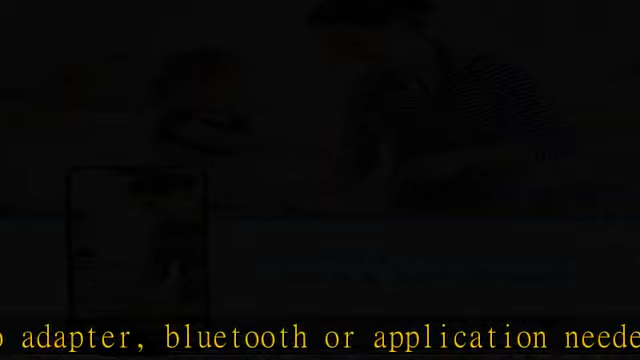 o adapter, bluetooth or application neede